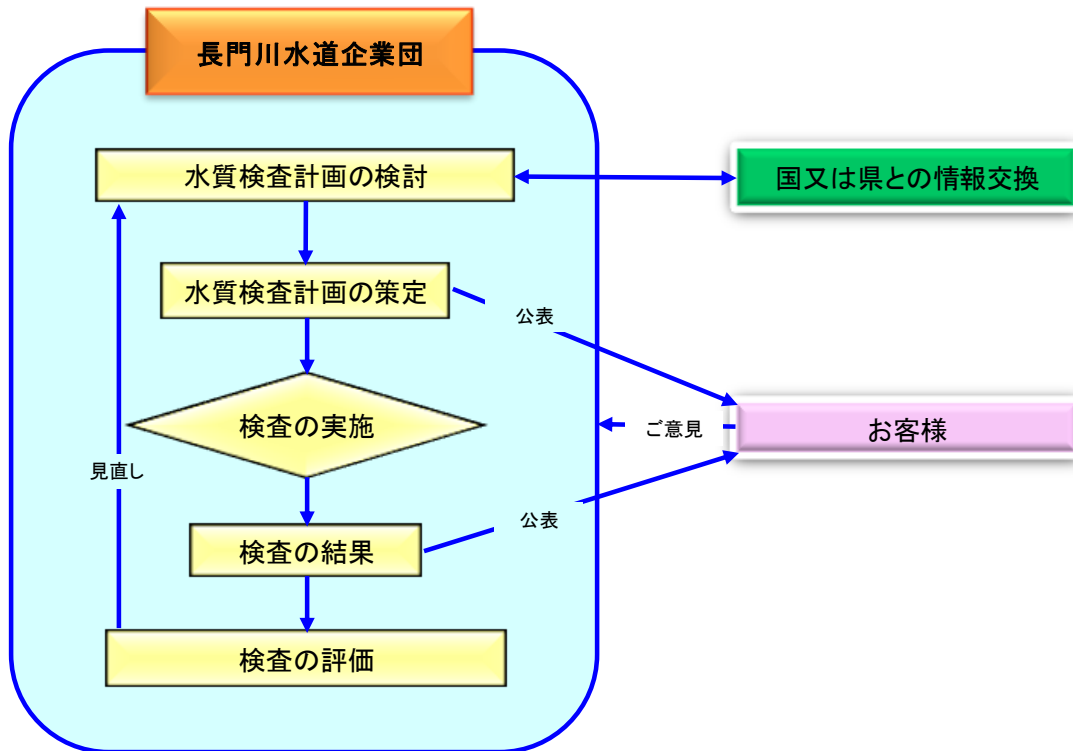 長門川水道企業団
水質検査計画の検討
国又は県との情報交換
水質検査計画の策定
公表
検査の実施
ご意見
お客様
見直し
公表
検査の結果
検査の評価